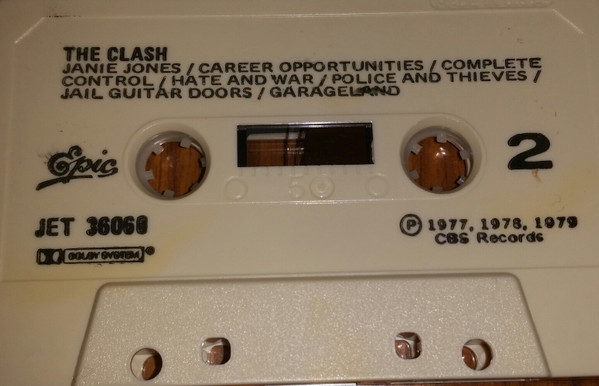 THE CLASH
JANIE JONES / CAREER OPPORTUNITIES / COMPLETE
CONTROL / HATE AND WAR / POLICE AND THIEVES /
JAIL GUITAR DOORS / GARAGELAND
Epic
50
2
JET 36060
DOLBY SYSTEM ®
Ⓟ 1977, 1978, 1979
CBS Records